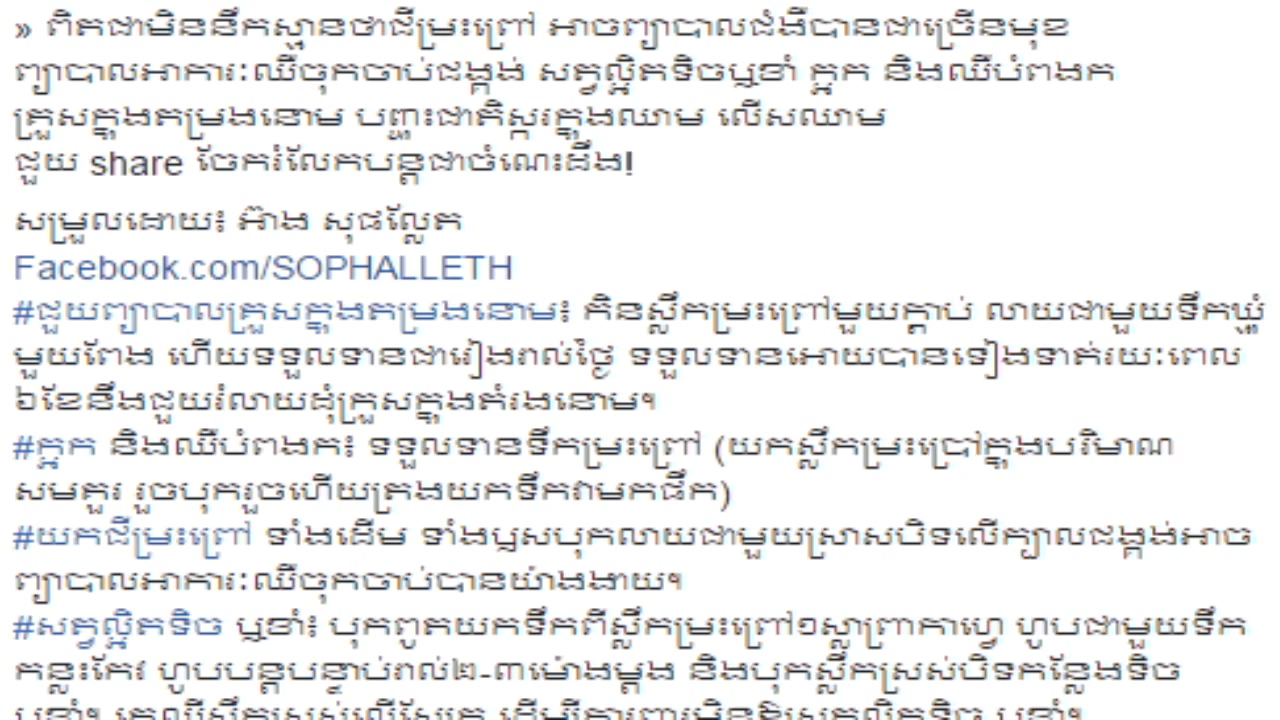 » ពិតជាមិននឹកស្មានថាជីម្រះព្រៅ អាចព្យាបាលជំងឺបានជាច្រើនមុខ
ព្យាបាលអាការៈឈឺចុកចាប់ជង្គង់ សត្វល្អិតទិចឬខាំ ក្អក និងឈឺបំពងក
គ្រួសក្នុងតម្រងនោម បញ្ហះជាតិស្ករក្នុងឈាម លើសឈាម
ជួយ share ចែករំលែកបន្តជាចំណេះដឹង!
សម្រួលដោយ៖ អ៊ាង សុផល្លែត
Facebook.com/SOPHALLETH
#ជួយព្យាបាលគ្រួសក្នុងតម្រងនោម៖ កិនស្លឹកម្រះព្រៅមួយក្តាប់ លាយជាមួយទឹកឃ្មុំ
មួយពែង ហើយទទួលទានជារៀងរាល់ថ្ងៃ ទទួលទានអោយបានទៀងទាត់រយៈពេល
៦ខែនឹងជួយរំលាយដុំគ្រួសក្នុងតំរងនោម។
#ក្អក និងឈឺបំពងក៖ ទទួលទានទឹកម្រះព្រៅ (យកស្លឹកម្រះប្រៅក្នុងបរិមាណ
សមគួរ រួចបុករួចហើយត្រងយកទឹកវាមកផឹក)
#យកជីម្រះព្រៅ ទាំងដើម ទាំងឫសបុកលាយជាមួយស្រាសបិទលើក្បាលជង្គង់អាច
ព្យាបាលអាការៈឈឺចុកចាប់បានយ៉ាងងាយ។
#សត្វល្អិតទិច ឬខាំ៖ បុកពូតយកទឹកពីស្លឹកម្រះព្រៅ១ស្លាព្រាកាហ្វេ ហូបជាមួយទឹក
កន្លះកែវ ហូបបន្តបន្ទាប់រាល់២-៣ម៉ោងម្តង និងបុកស្លឹកស្រស់បិទកន្លែងទិច